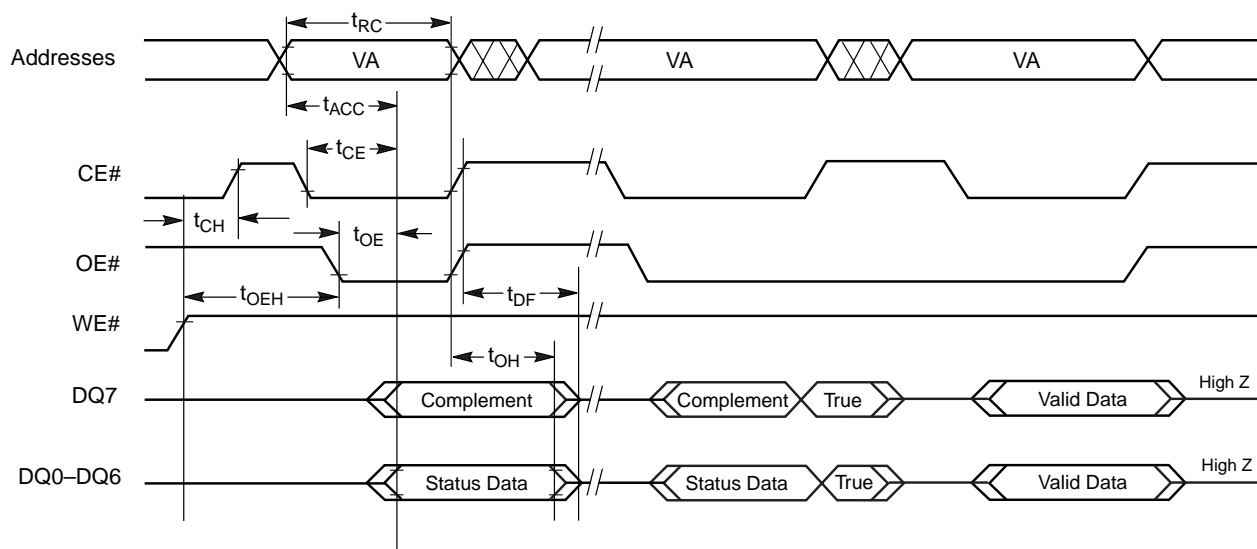 tRC
Addresses VA VA VA
tACC
tCE
CE#
tCH tOE
OE#
tOEH tDF
WE#
tOH
DQ7 Complement Complement True Valid Data High Z
DQ0–DQ6 Status Data Status Data True Valid Data High Z